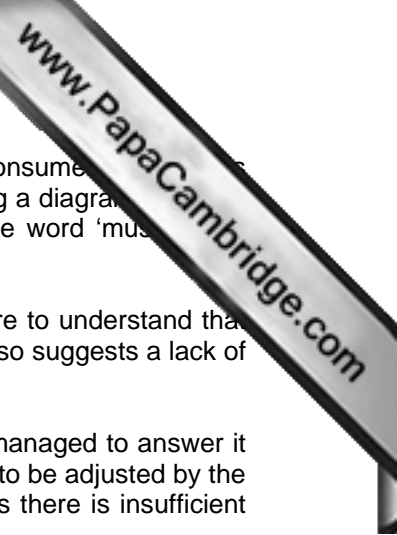 www.PapaCambridge.com
onsume
g a diagra
e word 'mus
re to understand tha
so suggests a lack of
managed to answer it
to be adjusted by the
s there is insufficient